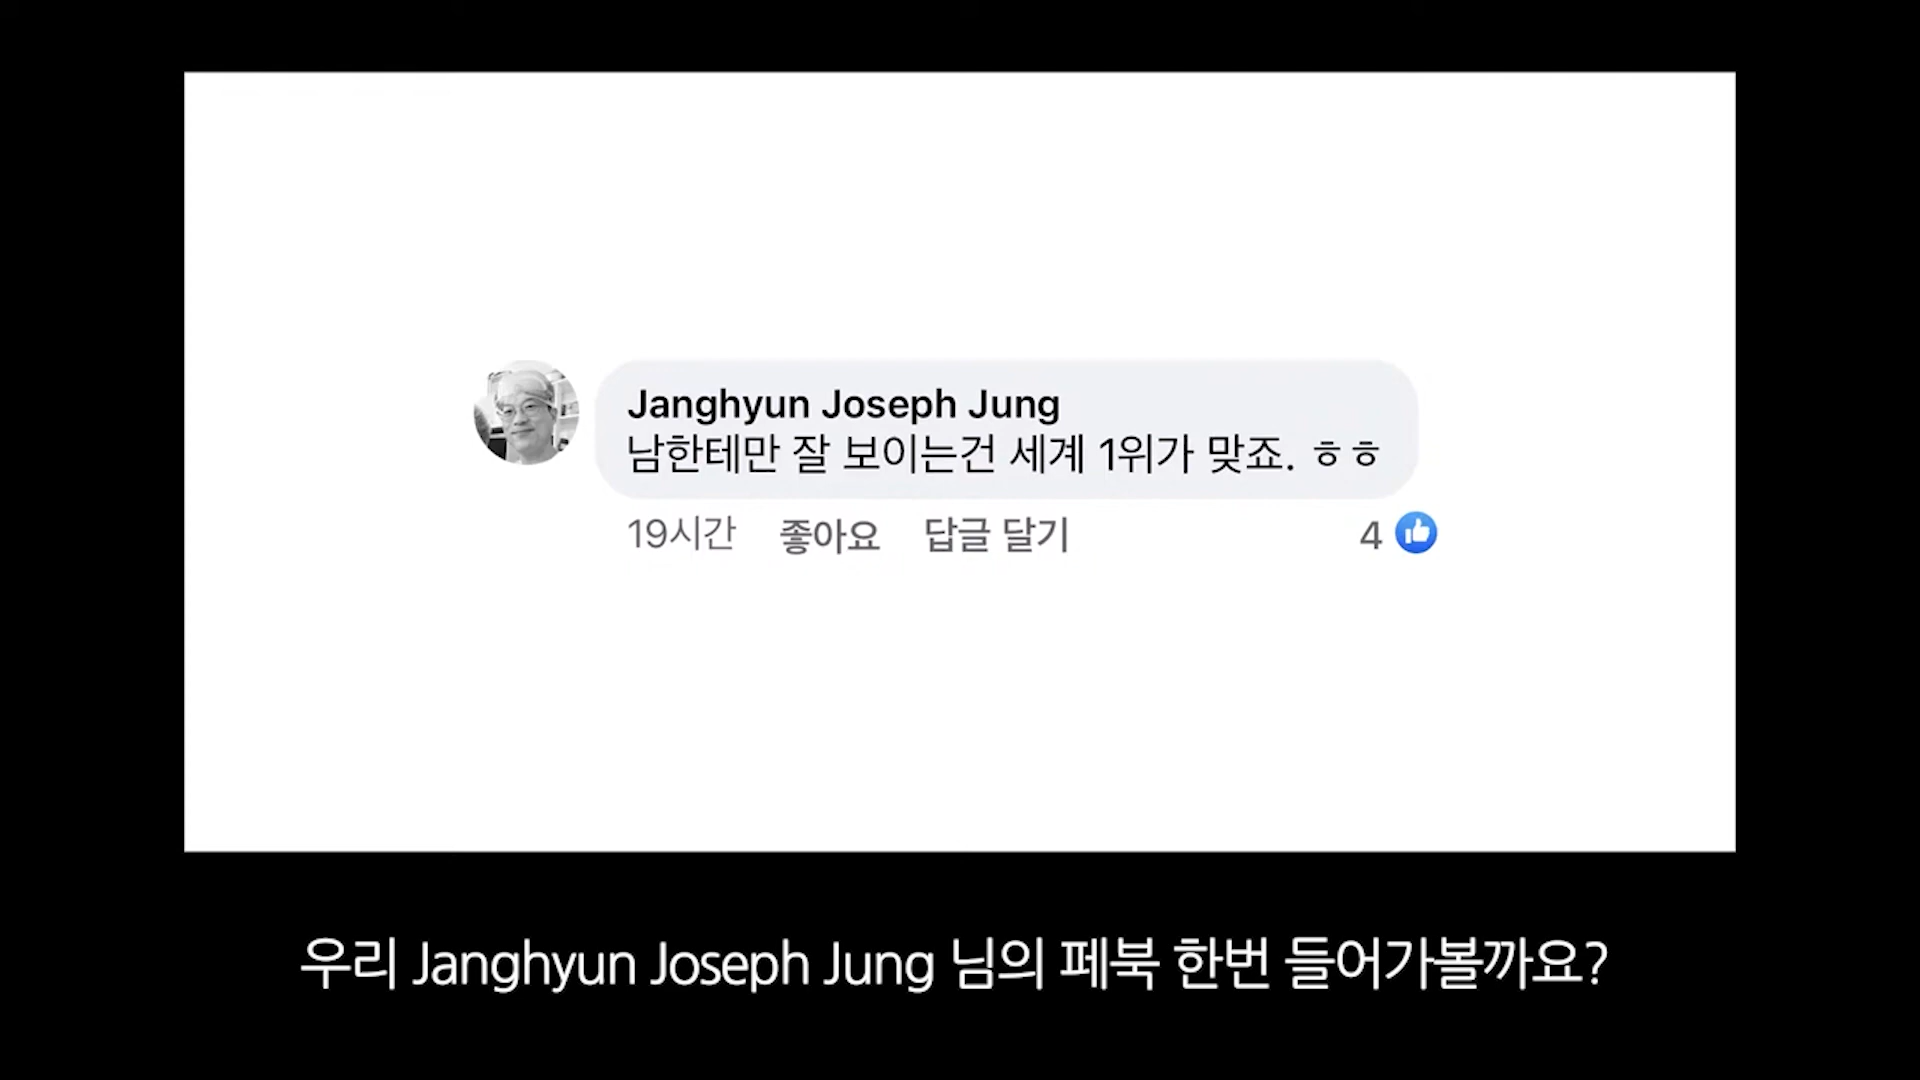 Janghyun Joseph Jung
남한테만 잘 보이는건 세계 1위가 맞죠. ㅎㅎ
19시간 좋아요 답글 달기 4
우리 Janghyun Joseph Jung 님의 페북 한번 들어가볼까요?